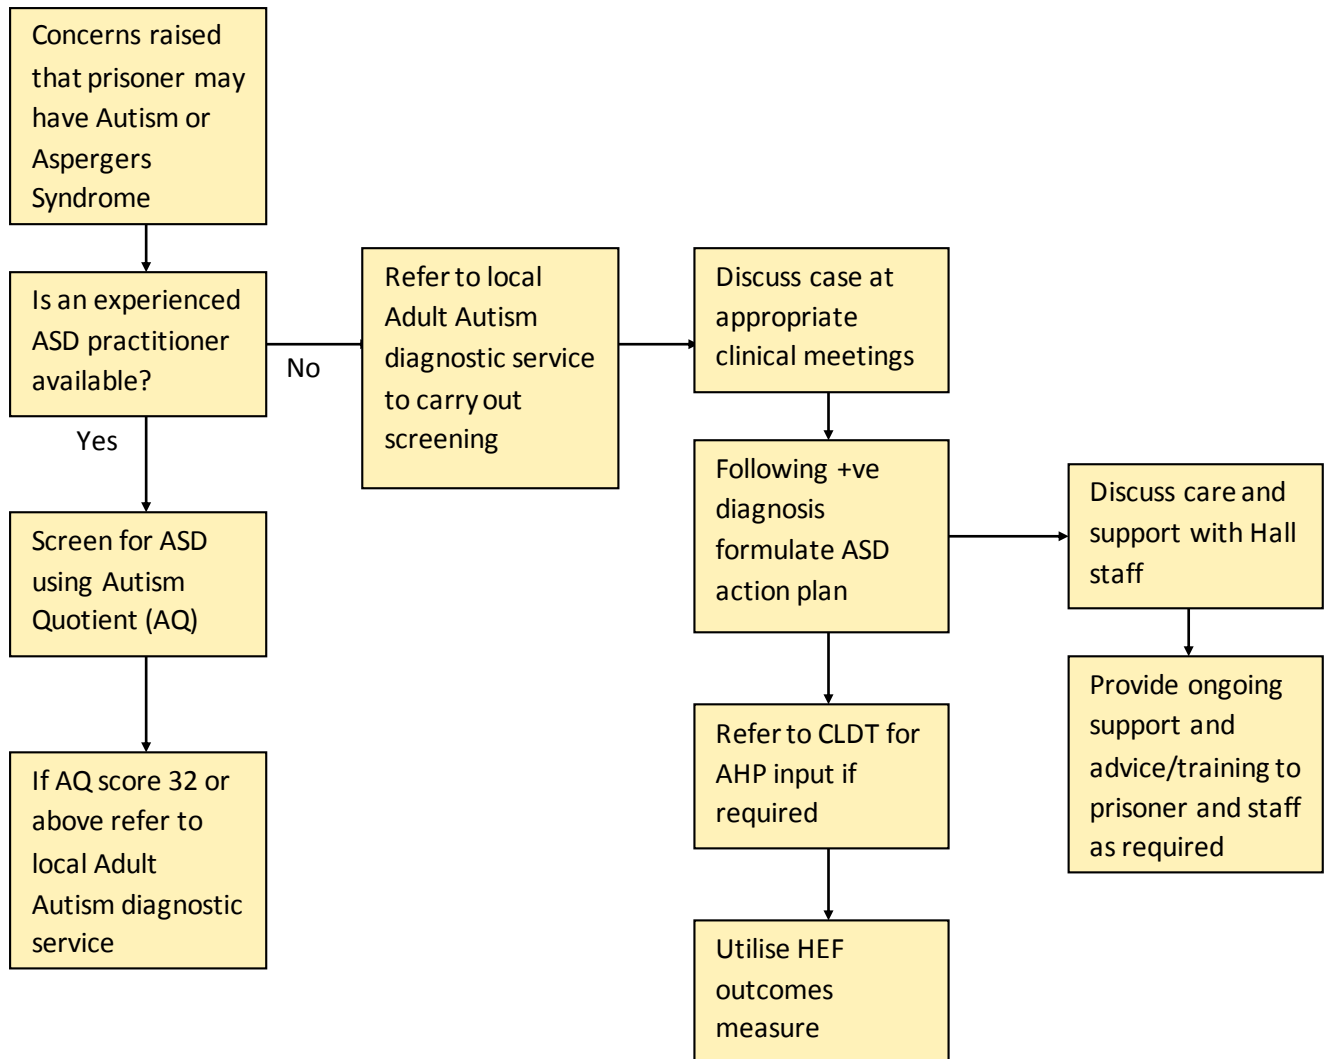 Concerns raised
that prisoner may
have Autism or
Aspergers
Syndrome
Is an experienced
ASD practitioner
available?
No
Yes
Refer to local
Adult Autism
diagnostic service
to carry out
screening
Discuss case at
appropriate
clinical meetings
Screen for ASD
using Autism
Quotient (AQ)
If AQ score 32 or
above refer to
local Adult
Autism diagnostic
service
Following +ve
diagnosis
formulate ASD
action plan
Discuss care and
support with Hall
staff
Provide ongoing
support and
advice/training to
prisoner and staff
as required
Refer to CLDT for
AHP input if
required
Utilise HEF
outcomes
measure